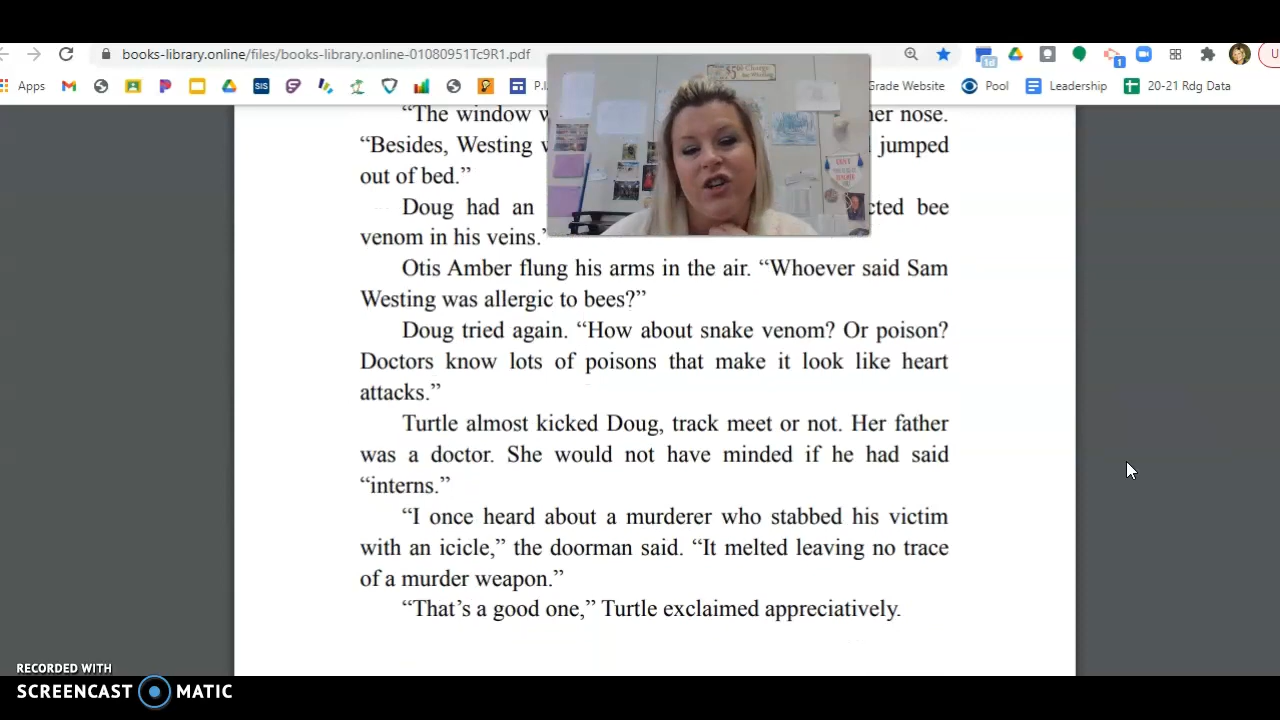 books-library.online/files/books-library.online-01080951Tc9R1.pdf
1d
1
U
Apps
SIS
P.I.
Grade Website
Pool
Leadership
20-21 Rdg Data
“The window
her nose.
“Besides, Westing
jumped
out of bed.”
Doug had an
bee
venom in his veins.”
Otis Amber flung his arms in the air. “Whoever said Sam
Westing was allergic to bees?”
Doug tried again. “How about snake venom? Or poison?
Doctors know lots of poisons that make it look like heart
attacks.”
Turtle almost kicked Doug, track meet or not. Her father
was a doctor. She would not have minded if he had said
“interns.”
“I once heard about a murderer who stabbed his victim
with an icicle,” the doorman said. “It melted leaving no trace
of a murder weapon.”
“That’s a good one,” Turtle exclaimed appreciatively.
RECORDED WITH
SCREENCAST MATIC